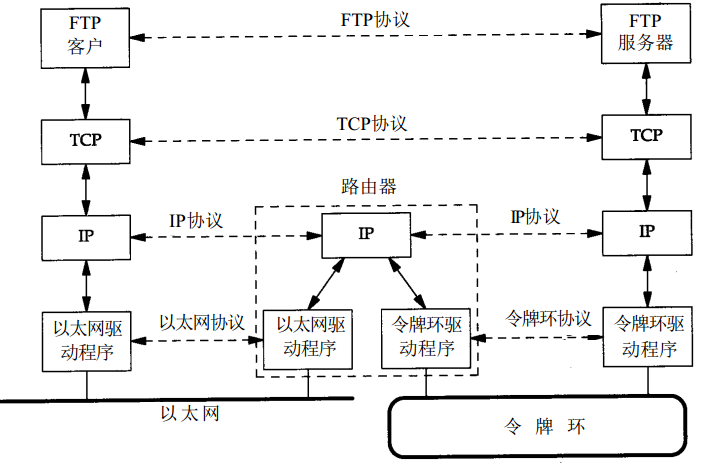 FTP
客户
FTP协议
FTP
服务器
TCP
TCP协议
TCP
路由器
IP
IP协议
IP
IP协议
IP
以太网驱
动程序
以太网协议
以太网驱
动程序
令牌环驱
动程序
令牌环协议
令牌环驱
动程序
以太网
令牌环